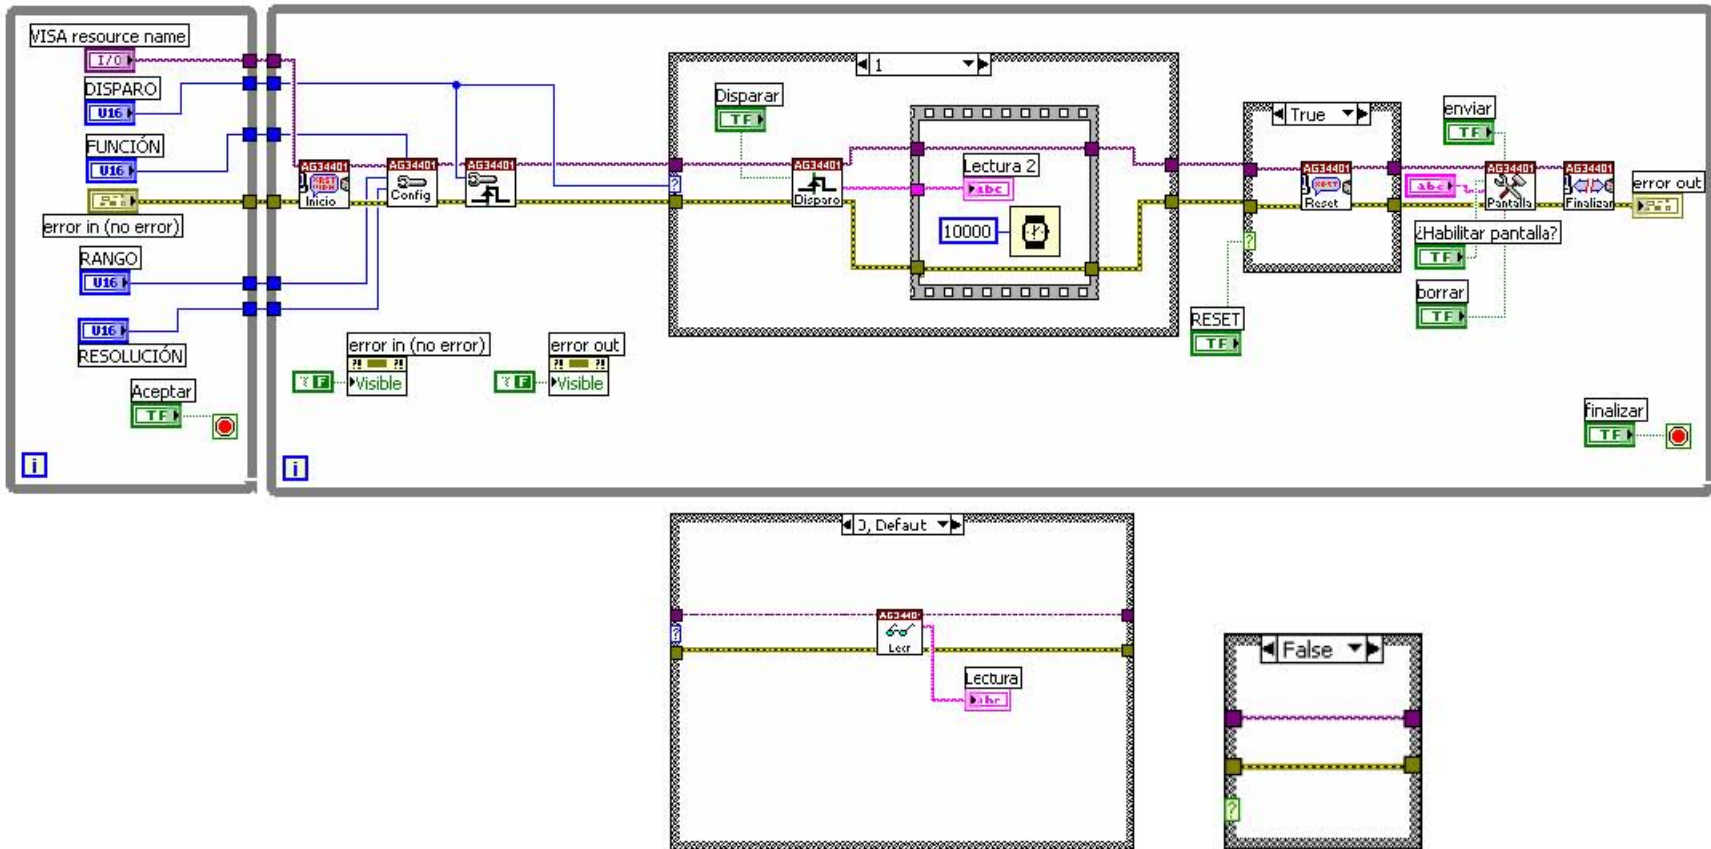 VISA resource name
I/O
DISPARO
U16
FUNCIÓN
U16
error in (no error)
RANGO
U16
U16
RESOLUCIÓN
Aceptar
TF
i
AG34401
*RST
Inicio
AG34401
Config
AG34401
error in (no error)
F
Visible
error out
F
Visible
i
1
Disparar
TF
?
AG34401
Disparo
Lectura 2
abc
10000
True
AG34401
Reset
?
RESET
TF
enviar
TF
abc
AG34401
Pantalla
AG34401
Finalizar
error out
¿Habilitar pantalla?
TF
borrar
TF
finalizar
TF
0, Default
?
AG34401
Leer
Lectura
abc
False
?